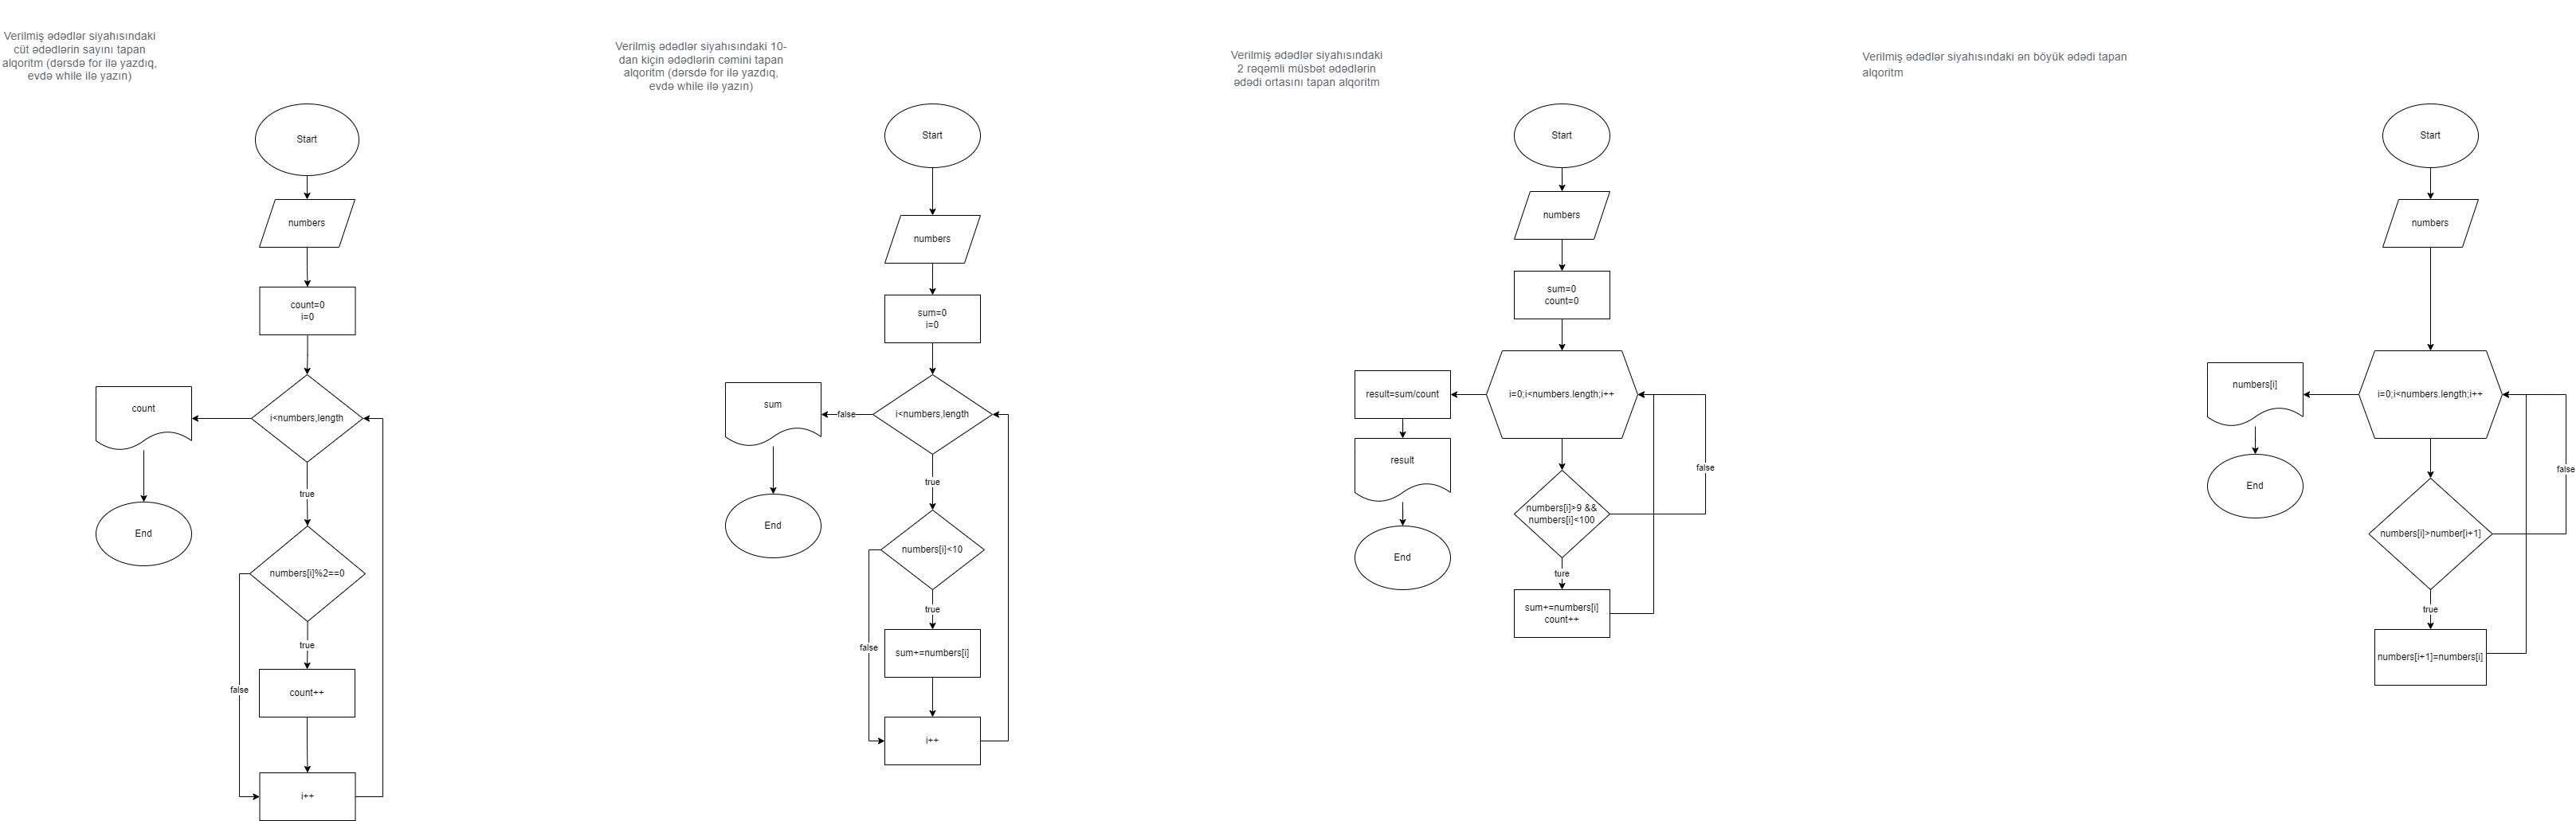 Verilmiş ədədlər siyahısındaki
cüt ədədlərin sayını tapan
alqoritm (dərsdə for ilə yazdıq,
evdə while ilə yazın)
Start
numbers
count=0
i=0
i<numbers,length
count
End
true
numbers[i]%2==0
true
false
count++
i++
Verilmiş ədədlər siyahısındaki 10-
dan kiçin ədədlərin cəmini tapan
alqoritm (dərsdə for ilə yazdıq,
evdə while ilə yazın)
Start
numbers
sum=0
i=0
i<numbers,length
false
sum
End
true
numbers[i]<10
true
false
sum+=numbers[i]
i++
Verilmiş ədədlər siyahısındaki
2 rəqəmli müsbət ədədlərin
ədədi ortasını tapan alqoritm
Start
numbers
sum=0
count=0
i=0;i<numbers.length;i++
result=sum/count
result
End
false
numbers[i]>9 &&
numbers[i]<100
ture
sum+=numbers[i]
count++
Verilmiş ədədlər siyahısındaki ən böyük ədədi tapan
alqoritm
Start
numbers
i=0;i<numbers.length;i++
numbers[i]
End
false
numbers[i]>number[i+1]
true
numbers[i+1]=numbers[i]